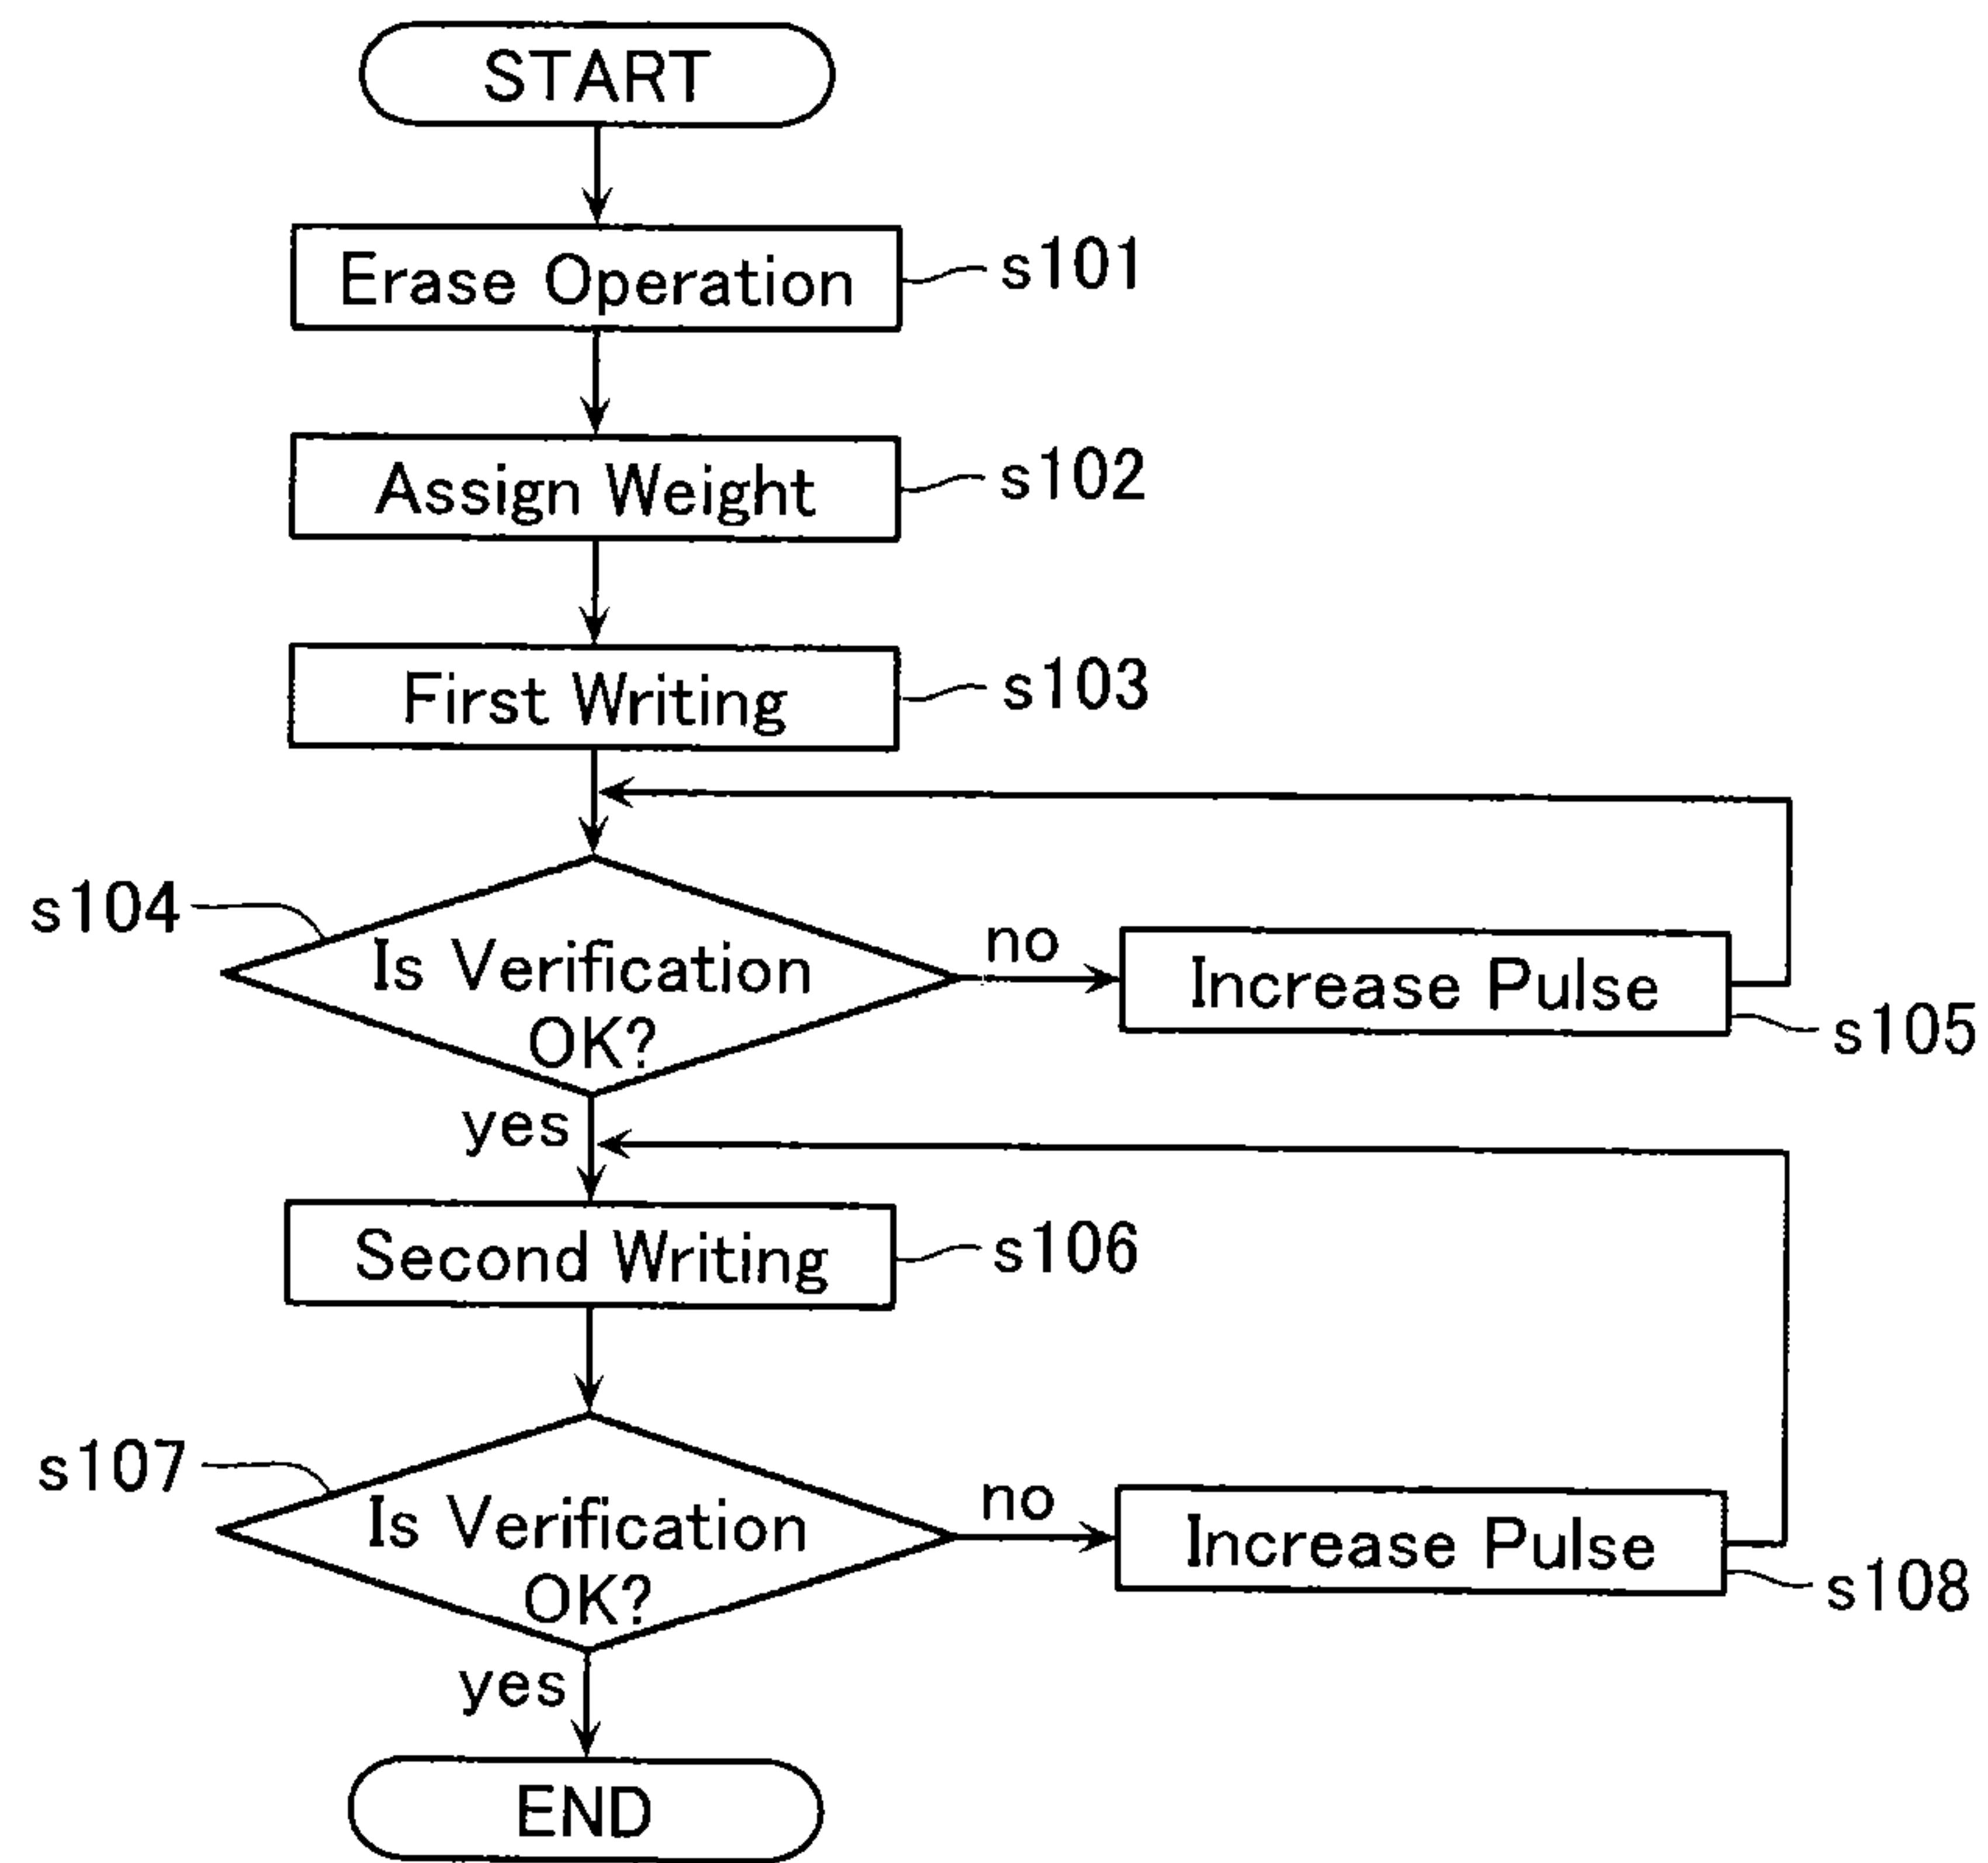 START
Erase Operation
s101
Assign Weight
s102
First Writing
s103
s104
Is Verification
OK?
no
Increase Pulse
s105
yes
Second Writing
s106
s107
Is Verification
OK?
no
Increase Pulse
s108
yes
END